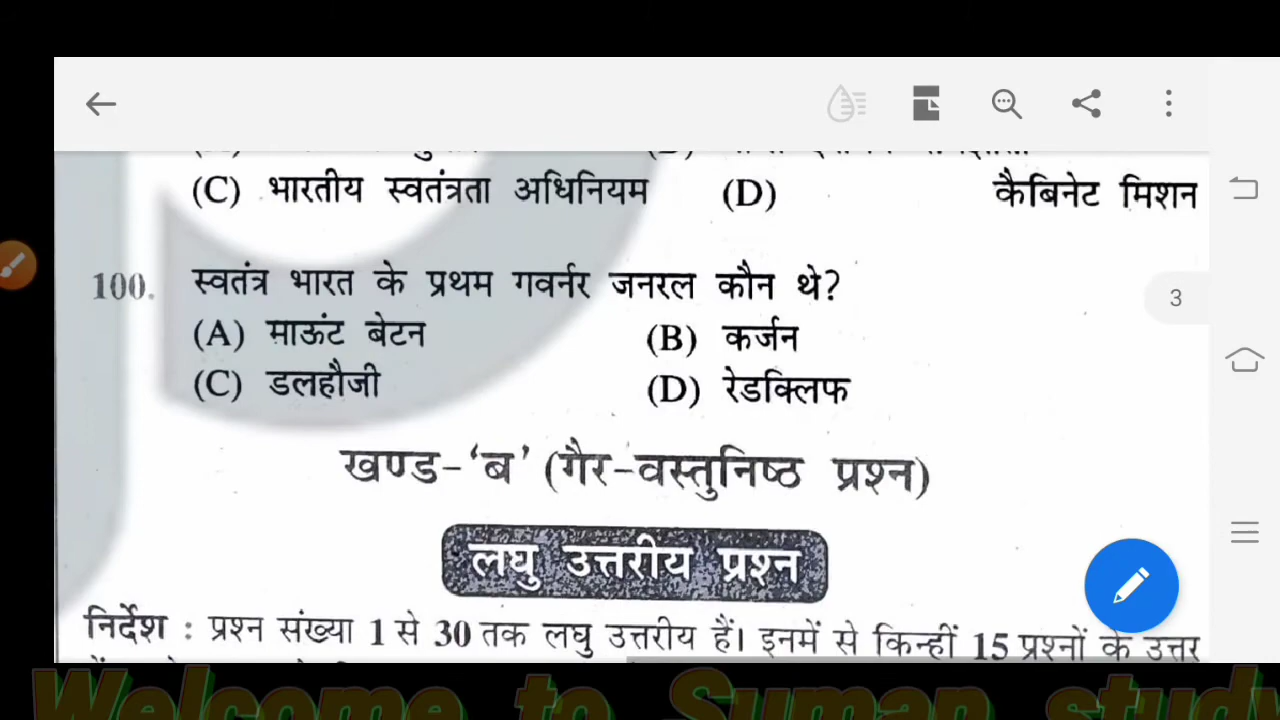 (C) भारतीय स्वतंत्रता अधिनियम (D) कैबिनेट मिशन
3
100. स्वतंत्र भारत के प्रथम गवर्नर जनरल कौन थे?
(A) माऊंट बेटन (B) कर्जन
(C) डलहौजी (D) रेडक्लिफ
खण्ड-‘ब’ (गैर-वस्तुनिष्ठ प्रश्न)
लघु उत्तरीय प्रश्न
निर्देश : प्रश्न संख्या 1 से 30 तक लघु उत्तरीय हैं। इनमें से किन्हीं 15 प्रश्नों के उत्तर
Welcome to Suman study